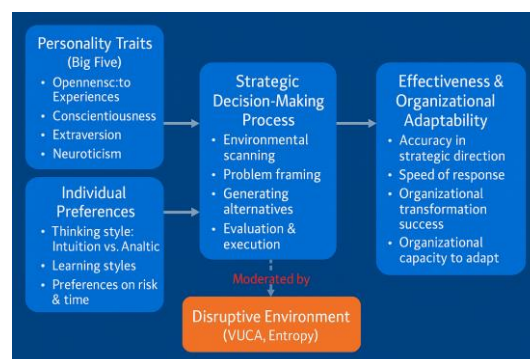 Personality Traits
(Big Five)
• Opennensc:to
Experiences
• Conscientiousness
• Extraversion
• Neuroticism
Individual
Preferences
• Thinking style:
Intuition vs. Analtic
• Learning styles
• Preferences on risk
& time
Strategic
Decision-Making
Process
• Environmental
scanning
• Problem framing
• Generating
alternatives
• Evaluation &
execution
Moderated by
Disruptive Environment
(VUCA, Entropy)
Effectiveness &
Organizational
Adaptability
• Accuracy in
strategic direction
• Speed of response
• Organizational
transformation
success
• Organizational
capacity to adapt